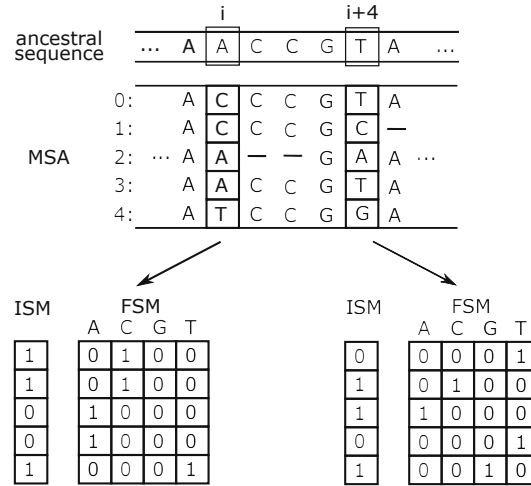 i i+4
ancestral
sequence
... A A C C G T A ...
0: A C C C G T A
1: A C C C G C —
MSA 2: ... A A — — G A A ...
3: A A C C G T A
4: A T C C G G A
ISM FSM ISM FSM
A C G T A C G T
1 0 1 0 0 0 0 0 0 1
1 0 1 0 0 1 0 1 0 0
0 1 0 0 0 1 1 0 0 0
0 1 0 0 0 0 0 0 0 1
1 0 0 0 1 1 0 0 1 0